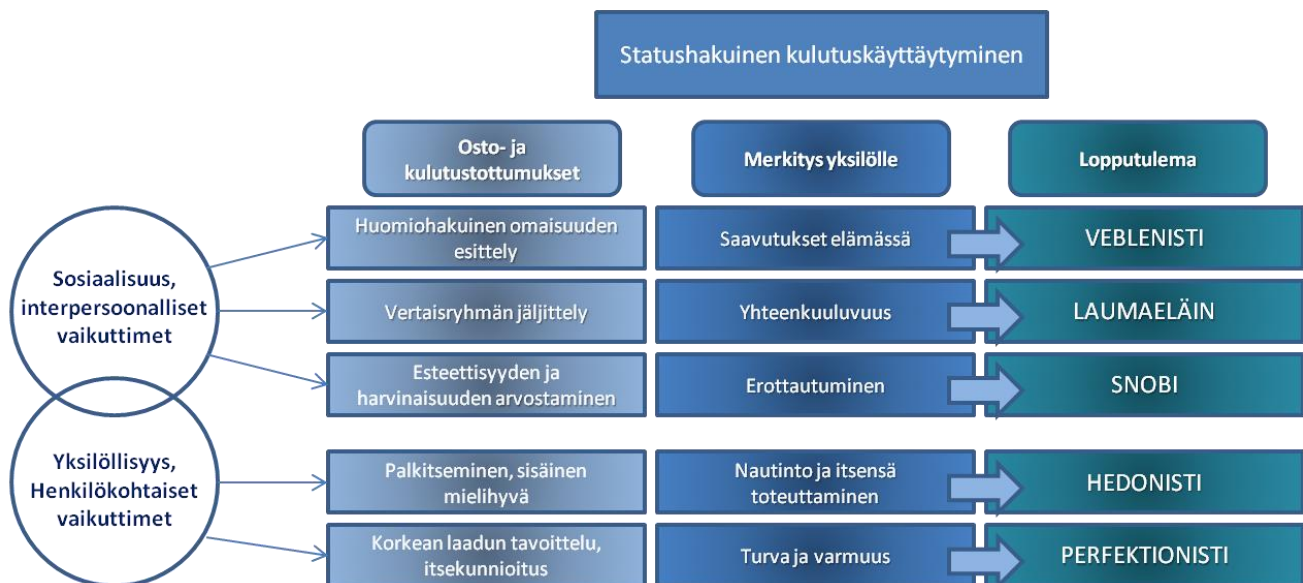 Statushakuinen kulutuskäyttäytyminen
Osto- ja
kulutustottumukset
Merkitys yksilölle
Lopputulema
Sosiaalisuus,
interpersoonalliset
vaikuttimet
Huomiohakuinen omaisuuden
esittely
Saavutukset elämässä
VEBLENISTI
Vertaisryhmän jäljittely
Yhteenkuuluvuus
LAUMAELÄIN
Esteettisyyden ja
harvinaisuuden arvostaminen
Erottautuminen
SNOBI
Yksilöllisyys,
Henkilökohtaiset
vaikuttimet
Palkitseminen, sisäinen
mielihyvä
Nautinto ja itsensä
toteuttaminen
HEDONISTI
Korkean laadun tavoittelu,
itsekunnioitus
Turva ja varmuus
PERFEKTIONISTI